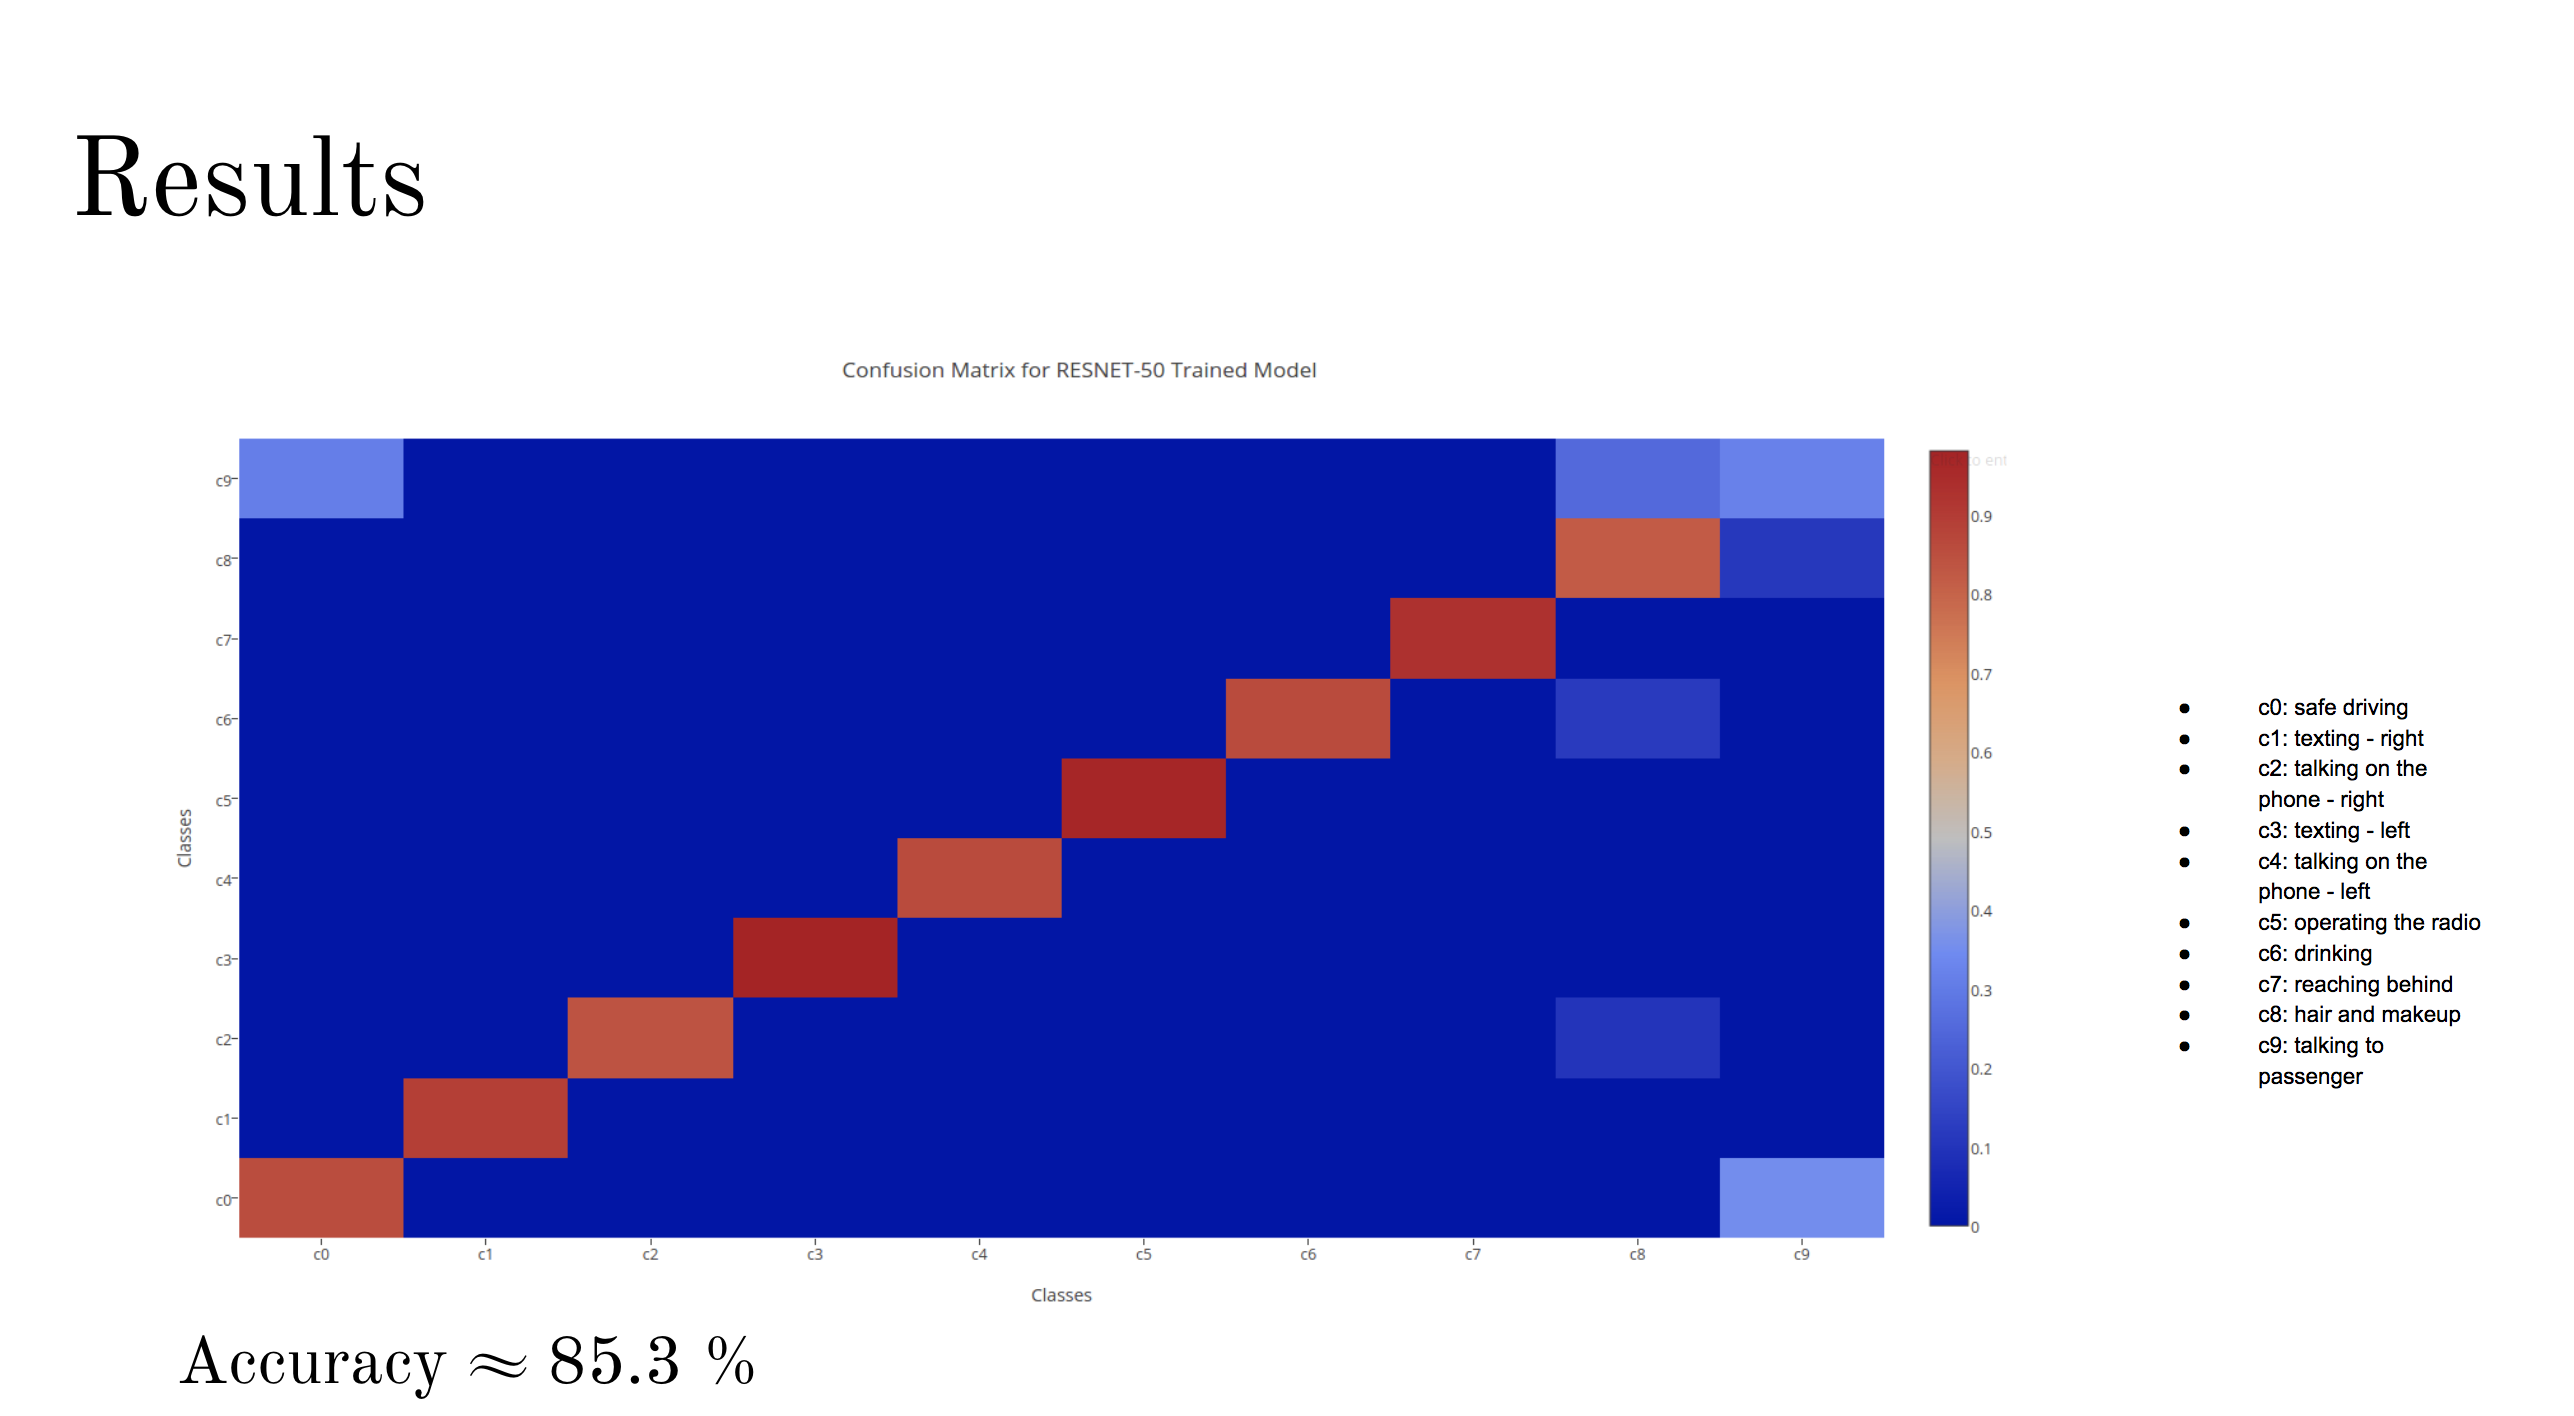 Results
Confusion Matrix for RESNET-50 Trained Model
c9
c8
c7
c6
c5
c4
c3
c2
c1
c0
Classes
c0 c1 c2 c3 c4 c5 c6 c7 c8 c9
Classes
to ent
0.9
0.8
0.7
0.6
0.5
0.4
0.3
0.2
0.1
0
• c0: safe driving
• c1: texting - right
• c2: talking on the
phone - right
• c3: texting - left
• c4: talking on the
phone - left
• c5: operating the radio
• c6: drinking
• c7: reaching behind
• c8: hair and makeup
• c9: talking to
passenger
Accuracy ≈ 85.3 %